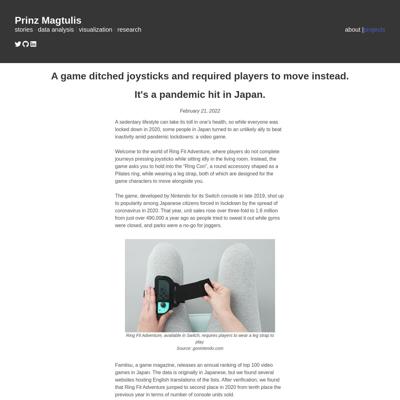 Prinz Magtulis
stories data analysis visualization research
about |projects
A game ditched joysticks and required players to move instead.
It's a pandemic hit in Japan.
February 21, 2022
A sedentary lifestyle can take its toll in one's health, so while everyone was
locked down in 2020, some people in Japan turned to an unlikely ally to beat
inactivity amid pandemic lockdowns: a video game.
Welcome to the world of Ring Fit Adventure, where players do not complete
journeys pressing joysticks while sitting idly in the living room. Instead, the
game asks you to hold into the "Ring Con", a round accessory shaped as a
Pilates ring, while wearing a leg strap, both of which are designed for the
game characters to move alongside you.
The game, developed by Nintendo for its Switch console in late 2019, shot up
to popularity among Japanese citizens forced in lockdown by the spread of
coronavirus in 2020. That year, unit sales rose over three-fold to 1.6 million
from just over 490,000 a year ago as people tried to sweat it out while gyms
were closed, and parks were a no-go for joggers.
Ring Fit Adventure, available in Switch, requires players to wear a leg strap to
play
Source: gonintendo.com
Famitsu, a game magazine, releases an annual ranking of top 100 video
games in Japan. The data is originally in Japanese, but we found several
websites hosting English translations of the lists. After verification, we found
that Ring Fit Adventure jumped to second place in 2020 from tenth place the
previous year in terms of number of console units sold.